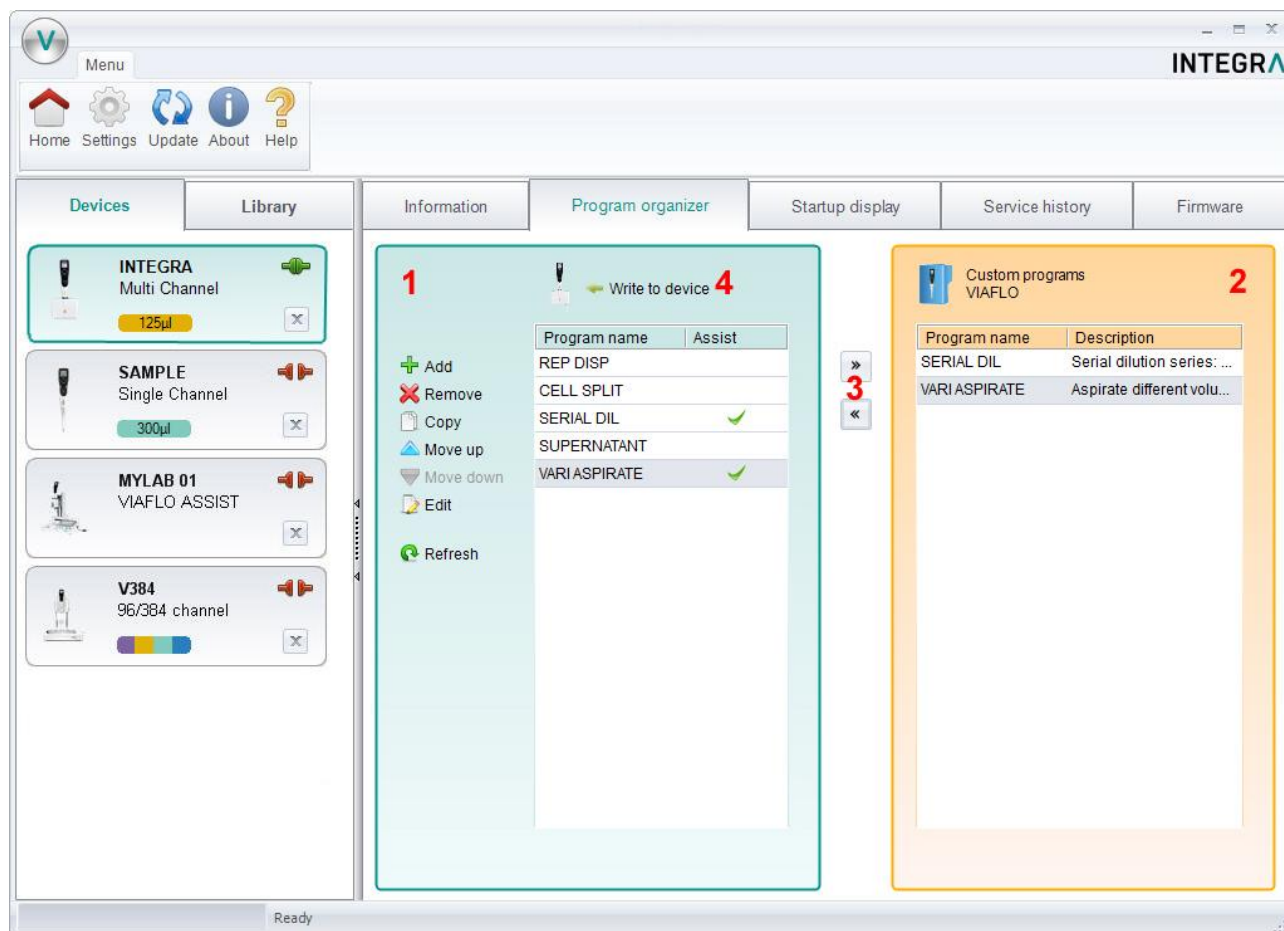 V
Menu
INTEGRA
Home Settings Update About Help
Devices Library
Information Program organizer Startup display Service history Firmware
INTEGRA
Multi Channel
125µl
x
SAMPLE
Single Channel
300µl
x
MYLAB 01
VIAFLO ASSIST
x
V384
96/384 channel
x
1
Write to device 4
Add
Remove
Copy
Move up
Move down
Edit
Refresh
Program name Assist
REP DISP
CELL SPLIT
SERIAL DIL
SUPERNATANT
VARI ASPIRATE
»
3
«
Custom programs
VIAFLO
2
Program name Description
SERIAL DIL Serial dilution series: ...
VARI ASPIRATE Aspirate different volu...
Ready